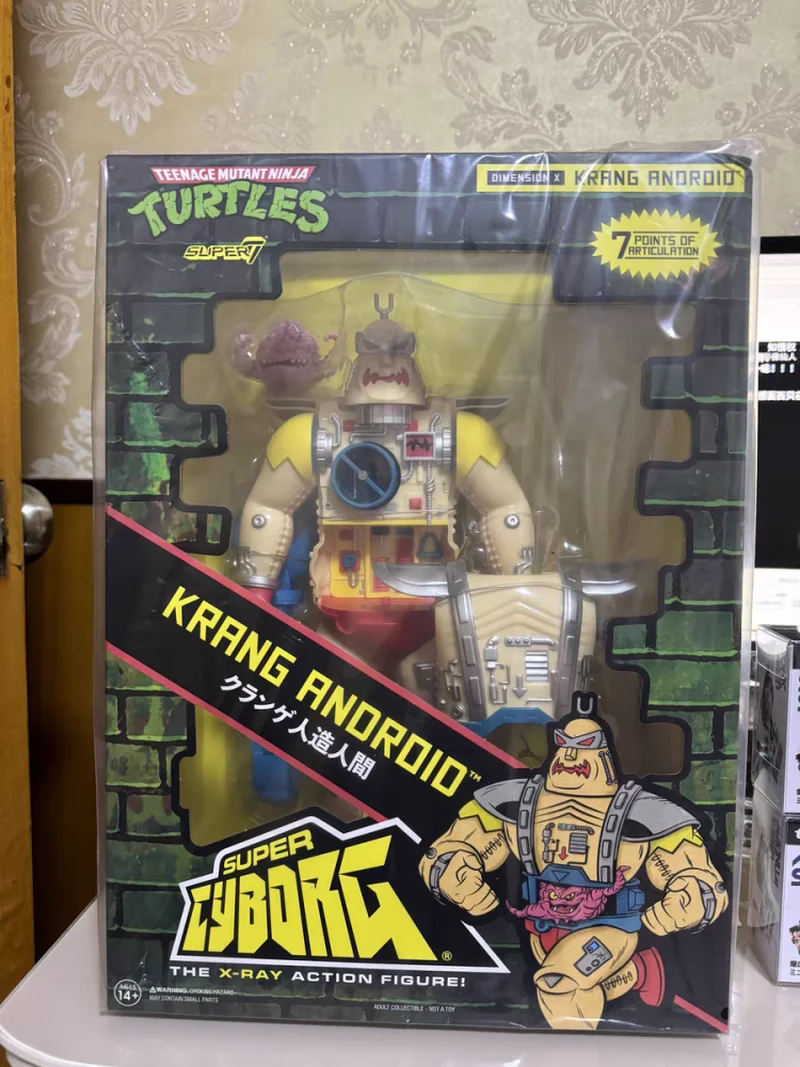 TEENAGE MUTANT NINJA
TURTLES
SUPER7
DIMENSION X KRANG ANDROID
7 POINTS OF
ARTICULATION
KRANG ANDROID™
クランゲ人造人間
SUPER
CYBORG®
THE X-RAY ACTION FIGURE!
AGES
14+
⚠WARNING: CHOKING HAZARD-
MAY CONTAIN SMALL PARTS
ADULT COLLECTIBLE - NOT A TOY